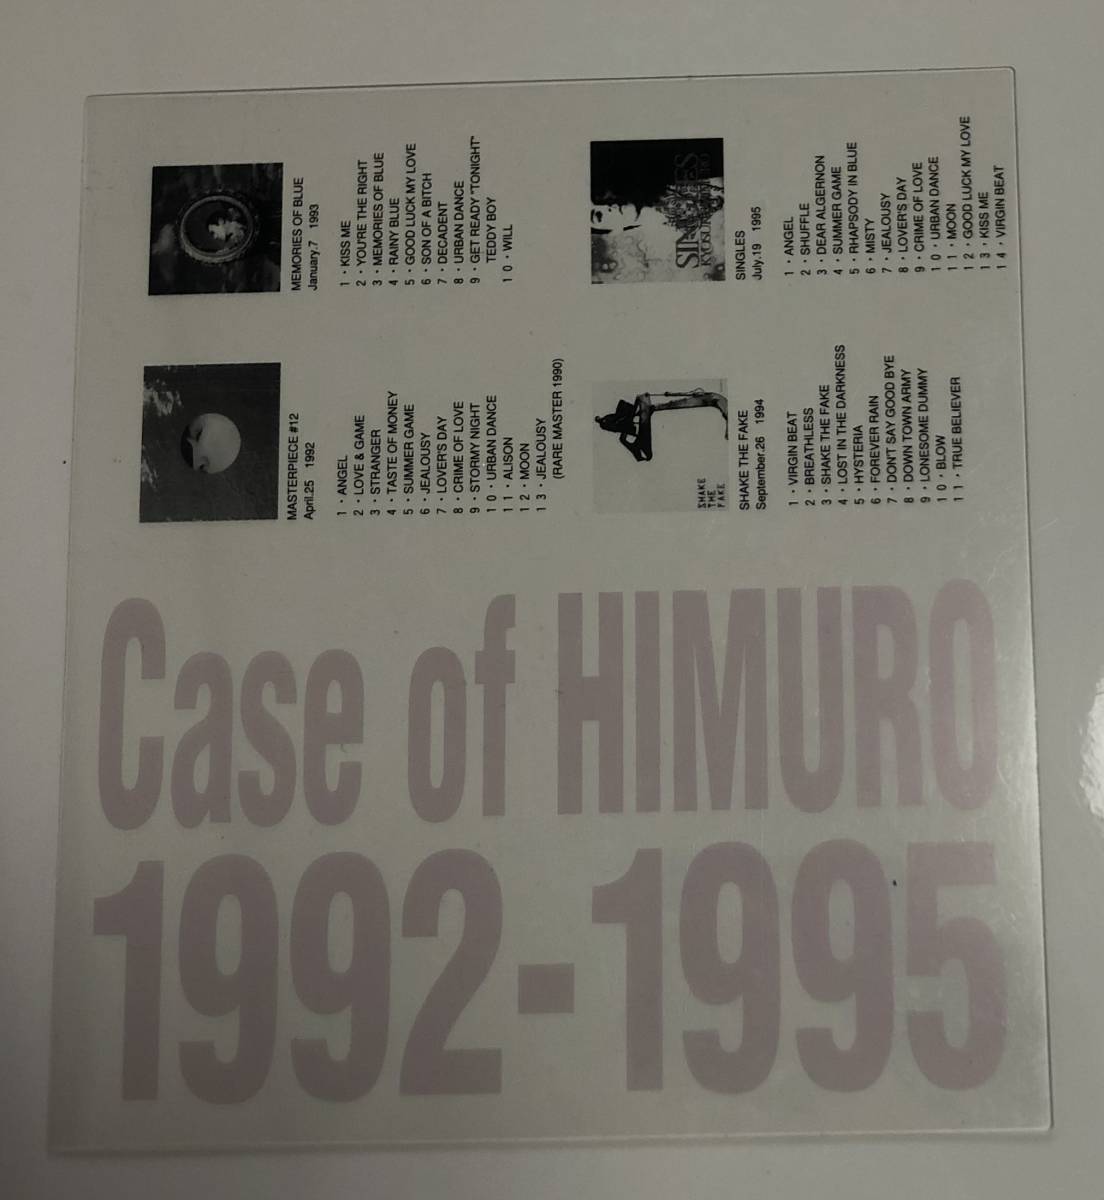 MASTERPIECE #12
April.25 1992
1・ANGEL
2・LOVE & GAME
3・STRANGER
4・TASTE OF MONEY
5・SUMMER GAME
6・JEALOUSY
7・LOVER'S DAY
8・CRIME OF LOVE
9・STORMY NIGHT
10・URBAN DANCE
11・ALISON
12・MOON
13・JEALOUSY
(RARE MASTER 1990)
MEMORIES OF BLUE
January.7 1993
1・KISS ME
2・YOU'RE THE RIGHT
3・MEMORIES OF BLUE
4・RAINY BLUE
5・GOOD LUCK MY LOVE
6・SON OF A BITCH
7・DECADENT
8・URBAN DANCE
9・GET READY "TONIGHT"
TEDDY BOY
10・WILL
SHAKE
THE
FAKE
SHAKE THE FAKE
September.26 1994
1・VIRGIN BEAT
2・BREATHLESS
3・SHAKE THE FAKE
4・LOST IN THE DARKNESS
5・HYSTERIA
6・FOREVER RAIN
7・DON'T SAY GOOD BYE
8・DOWN TOWN ARMY
9・LONESOME DUMMY
10・BLOW
11・TRUE BELIEVER
SINGLES
SINGLES
July.19 1995
1・ANGEL
2・SHUFFLE
3・DEAR ALGERNON
4・SUMMER GAME
5・RHAPSODY IN BLUE
6・MISTY
7・JEALOUSY
8・LOVER'S DAY
9・CRIME OF LOVE
10・URBAN DANCE
11・MOON
12・GOOD LUCK MY LOVE
13・KISS ME
14・VIRGIN BEAT
Case of HIMURO
1992-1995